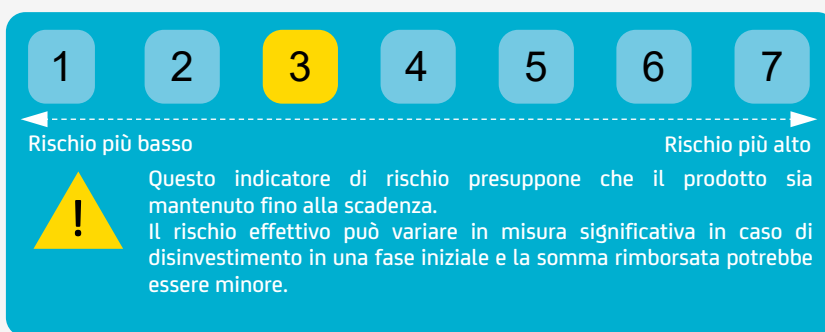 1 2 3 4 5 6 7
Rischio più basso Rischio più alto
Questo indicatore di rischio presuppone che il prodotto sia
mantenuto fino alla scadenza.
Il rischio effettivo può variare in misura significativa in caso di
disinvestimento in una fase iniziale e la somma rimborsata potrebbe
essere minore.
!